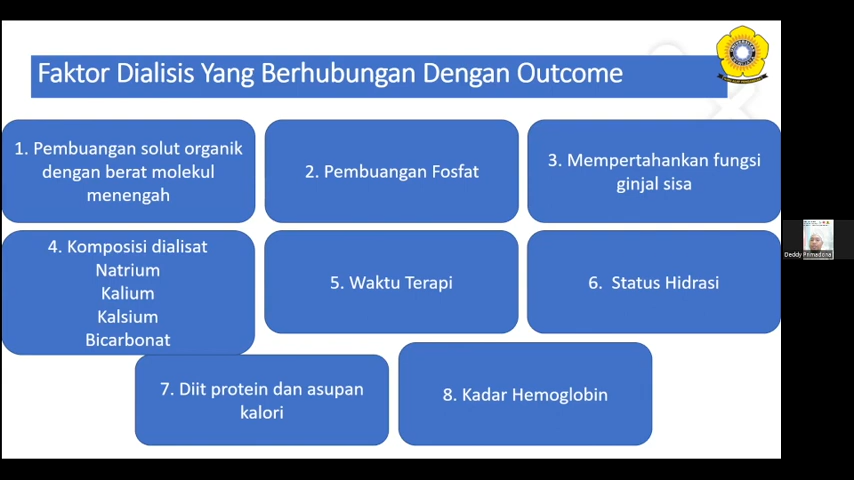 Faktor Dialisis Yang Berhubungan Dengan Outcome
1. Pembuangan solut organik
dengan berat molekul
menengah
2. Pembuangan Fosfat
3. Mempertahankan fungsi
ginjal sisa
4. Komposisi dialisat
Natrium
Kalium
Kalsium
Bicarbonat
5. Waktu Terapi
6. Status Hidrasi
7. Diit protein dan asupan
kalori
8. Kadar Hemoglobin
Deddy Primadona